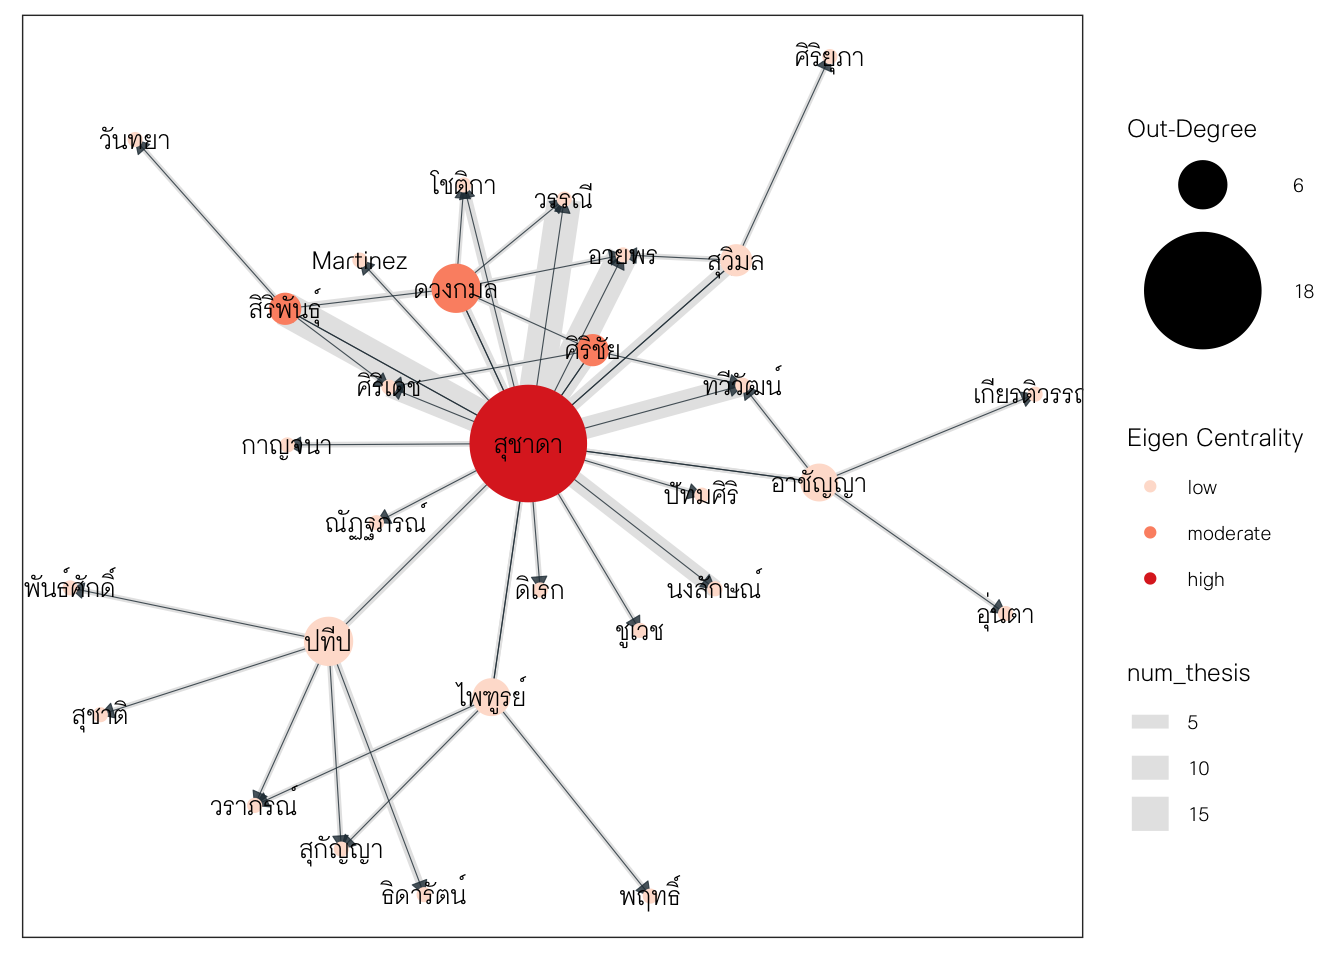 ศิริยุภา
วันทยา
โชติกา
วรรณี
อวยพร
สุวิมล
Martinez
ดวงกมล
สิริพันธุ์
ศิริชัย
ศิริเดช
ทวีวัฒน์
เกียรติวรรณ
กาญจนา
สุชาดา
อาชัญญา
ปัทมศิริ
ณัฏฐภรณ์
พันธ์ศักดิ์
ดิเรก
นงลักษณ์
ชูเวช
อุ่นตา
ปทีป
ไพฑูรย์
สุชาติ
วราภรณ์
สุกัญญา
ธิดารัตน์
พฤทธิ์
Out-Degree
6
18
Eigen Centrality
low
moderate
high
num_thesis
5
10
15